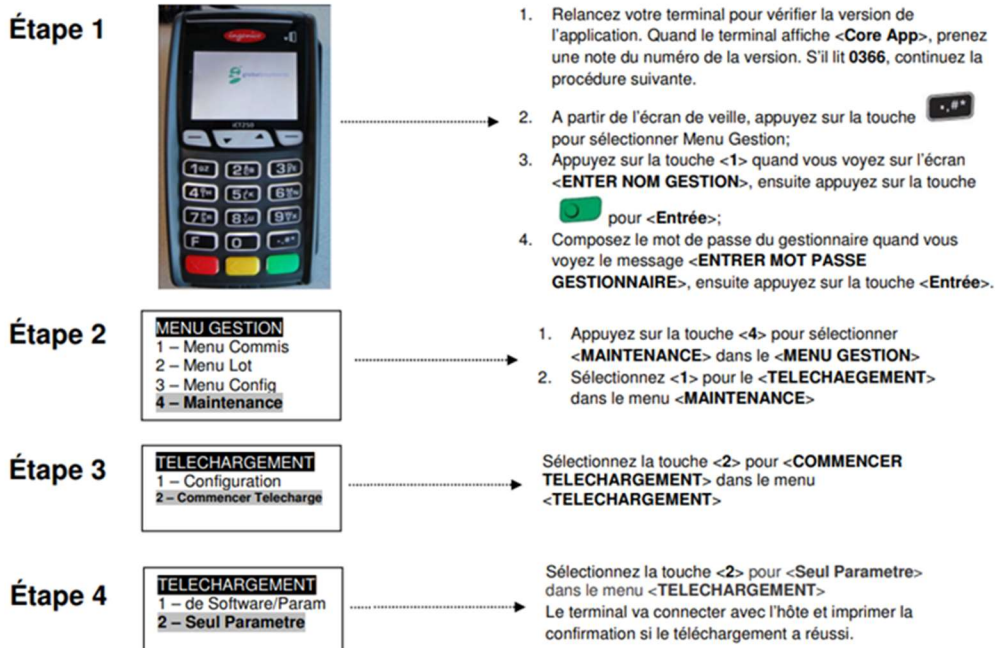 Étape 1
ingenico
iCT250
1. Relancez votre terminal pour vérifier la version de
l'application. Quand le terminal affiche <Core App>, prenez
une note du numéro de la version. S'il lit 0366, continuez la
procédure suivante.
2. A partir de l'écran de veille, appuyez sur la touche .,#*
pour sélectionner Menu Gestion;
3. Appuyez sur la touche <1> quand vous voyez sur l'écran
<ENTER NOM GESTION>, ensuite appuyez sur la touche
pour <Entrée>;
4. Composez le mot de passe du gestionnaire quand vous
voyez le message <ENTRER MOT PASSE
GESTIONNAIRE>, ensuite appuyez sur la touche <Entrée>.
Étape 2
MENU GESTION
1 – Menu Commis
2 – Menu Lot
3 – Menu Config
4 – Maintenance
1. Appuyez sur la touche <4> pour sélectionner
<MAINTENANCE> dans le <MENU GESTION>
2. Sélectionnez <1> pour le <TELECHAEGEMENT>
dans le menu <MAINTENANCE>
Étape 3
TELECHARGEMENT
1 – Configuration
2 – Commencer Telecharge
Sélectionnez la touche <2> pour <COMMENCER
TELECHARGEMENT> dans le menu
<TELECHARGEMENT>
Étape 4
TELECHARGEMENT
1 – de Software/Param
2 – Seul Parametre
Sélectionnez la touche <2> pour <Seul Parametre>
dans le menu <TELECHARGEMENT>
Le terminal va connecter avec l'hôte et imprimer la
confirmation si le téléchargement a réussi.